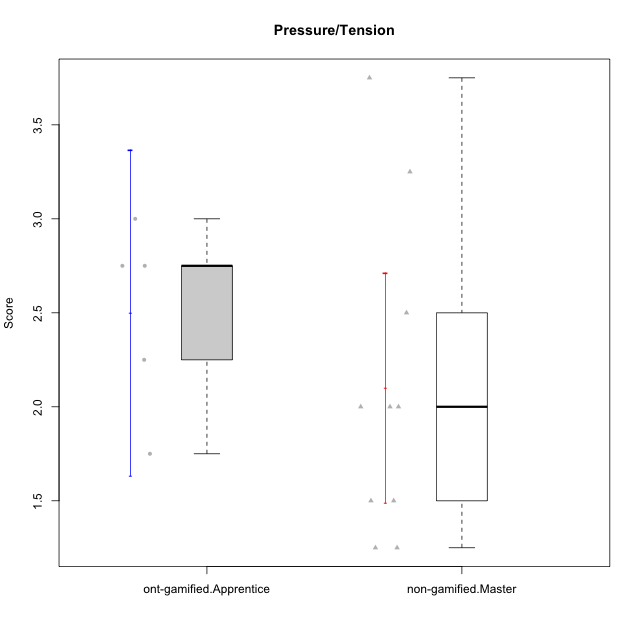 Pressure/Tension
Score
3.5
3.0
2.5
2.0
1.5
ont-gamified.Apprentice
non-gamified.Master